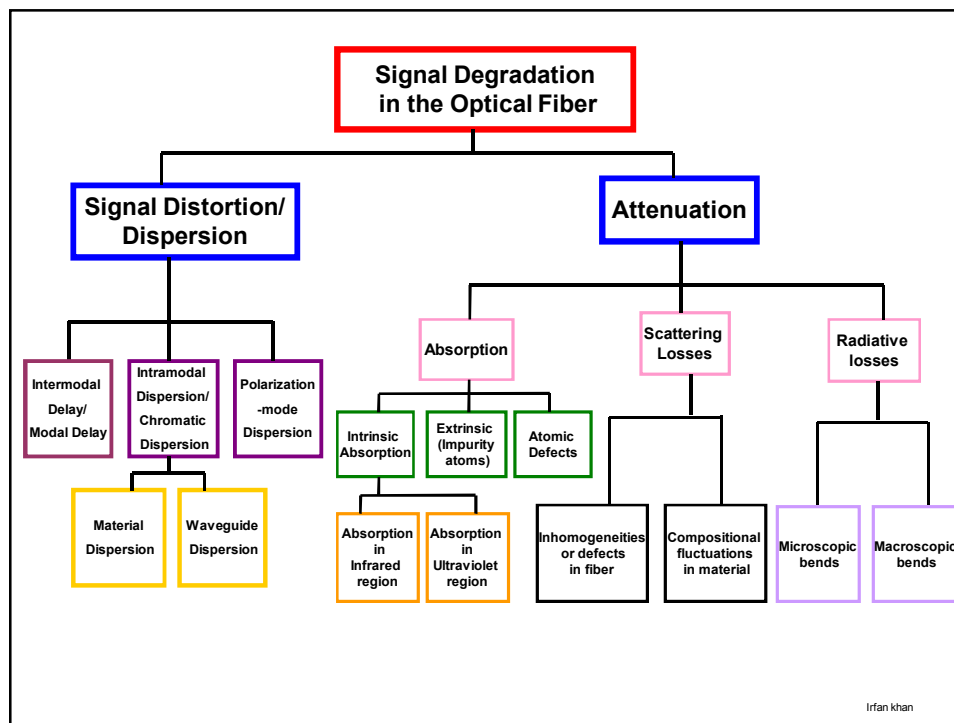 Signal Degradation
in the Optical Fiber
Signal Distortion/
Dispersion
Attenuation
Absorption
Scattering
Losses
Radiative
losses
Intermodal
Delay/
Modal Delay
Intramodal
Dispersion/
Chromatic
Dispersion
Polarization
-mode
Dispersion
Intrinsic
Absorption
Extrinsic
(Impurity
atoms)
Atomic
Defects
Material
Dispersion
Waveguide
Dispersion
Absorption
in
Infrared
region
Absorption
in
Ultraviolet
region
Inhomogeneities
or defects
in fiber
Compositional
fluctuations
in material
Microscopic
bends
Macroscopic
bends
Irfan khan